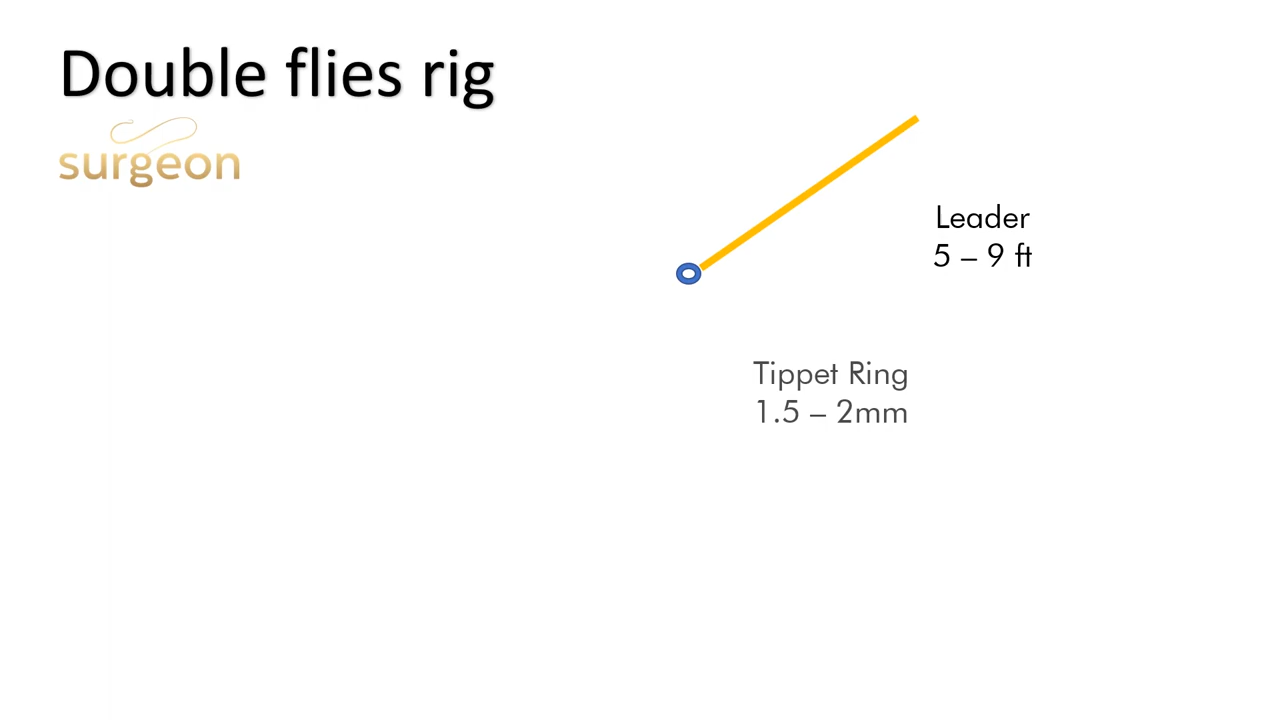 Double flies rig
surgeon
Leader
5 – 9 ft
Tippet Ring
1.5 – 2mm